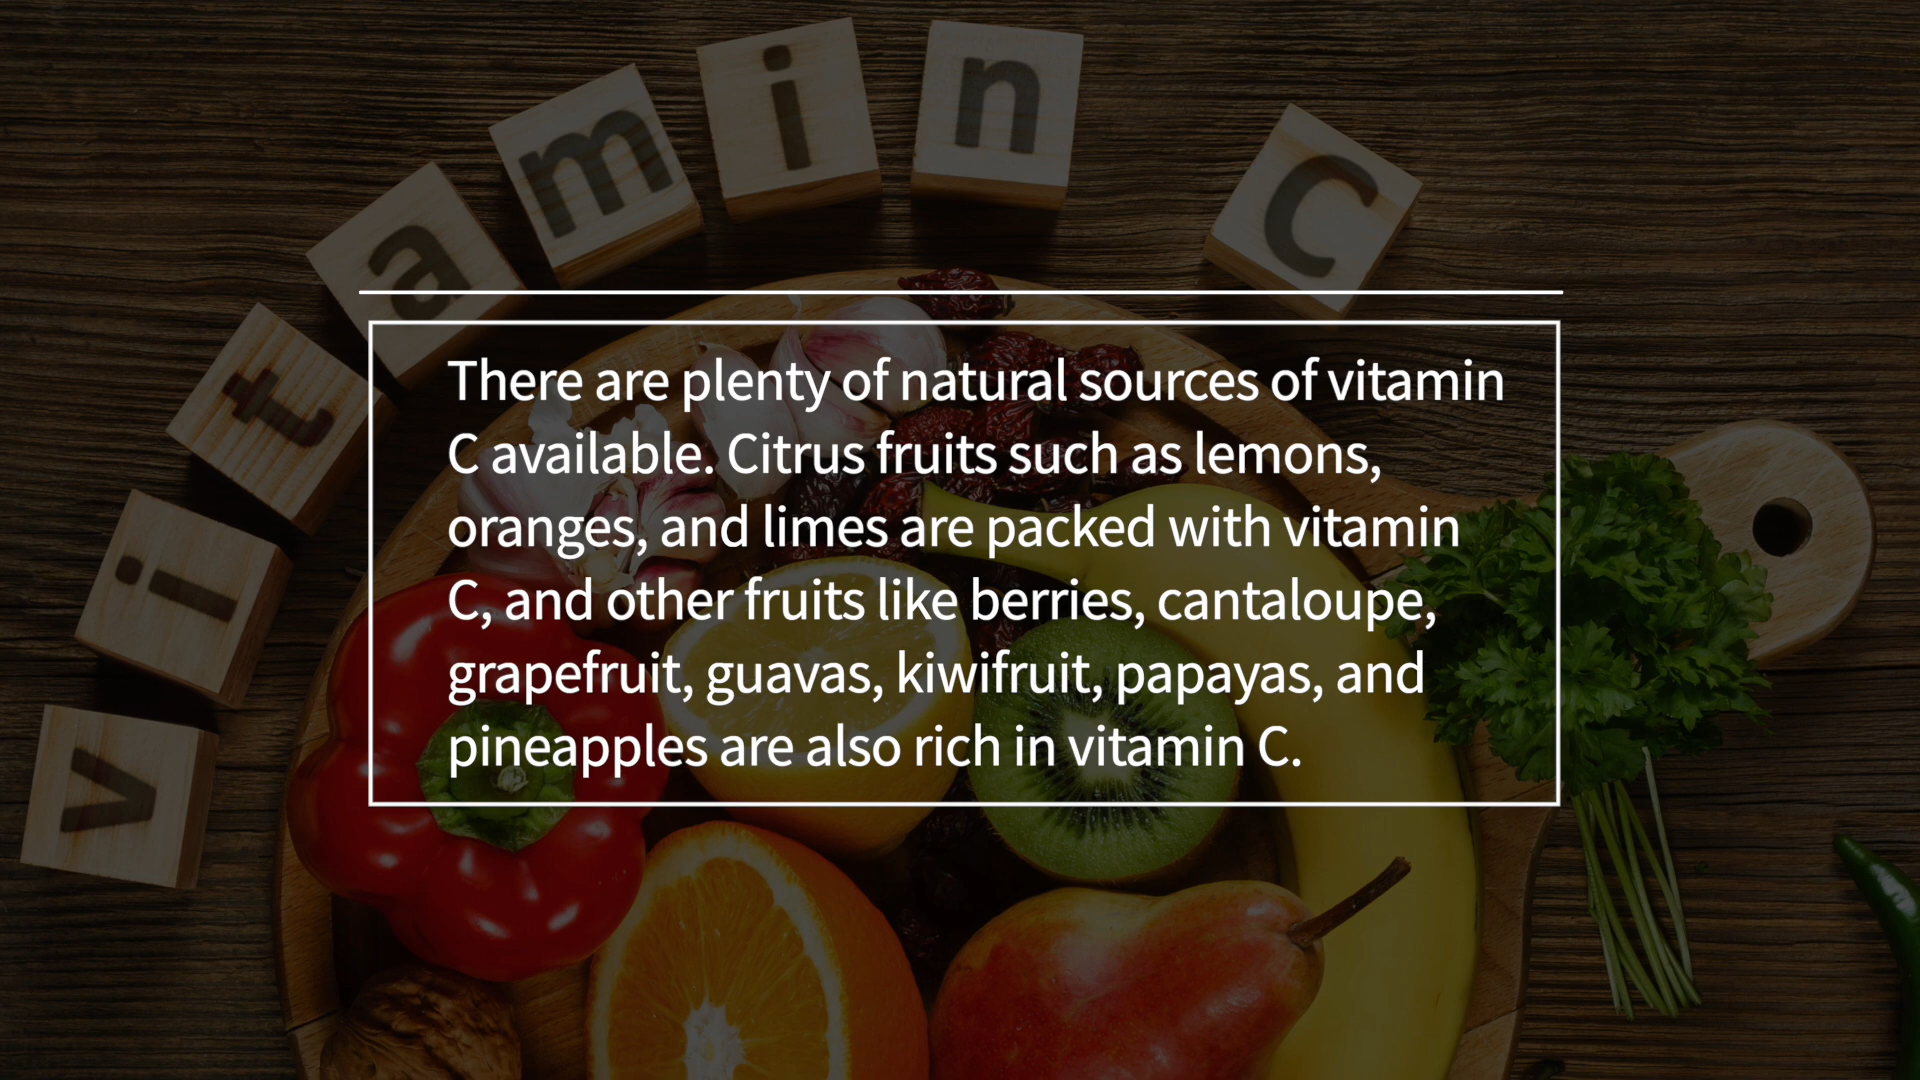 vitamin C
There are plenty of natural sources of vitamin
C available. Citrus fruits such as lemons,
oranges, and limes are packed with vitamin
C, and other fruits like berries, cantaloupe,
grapefruit, guavas, kiwifruit, papayas, and
pineapples are also rich in vitamin C.